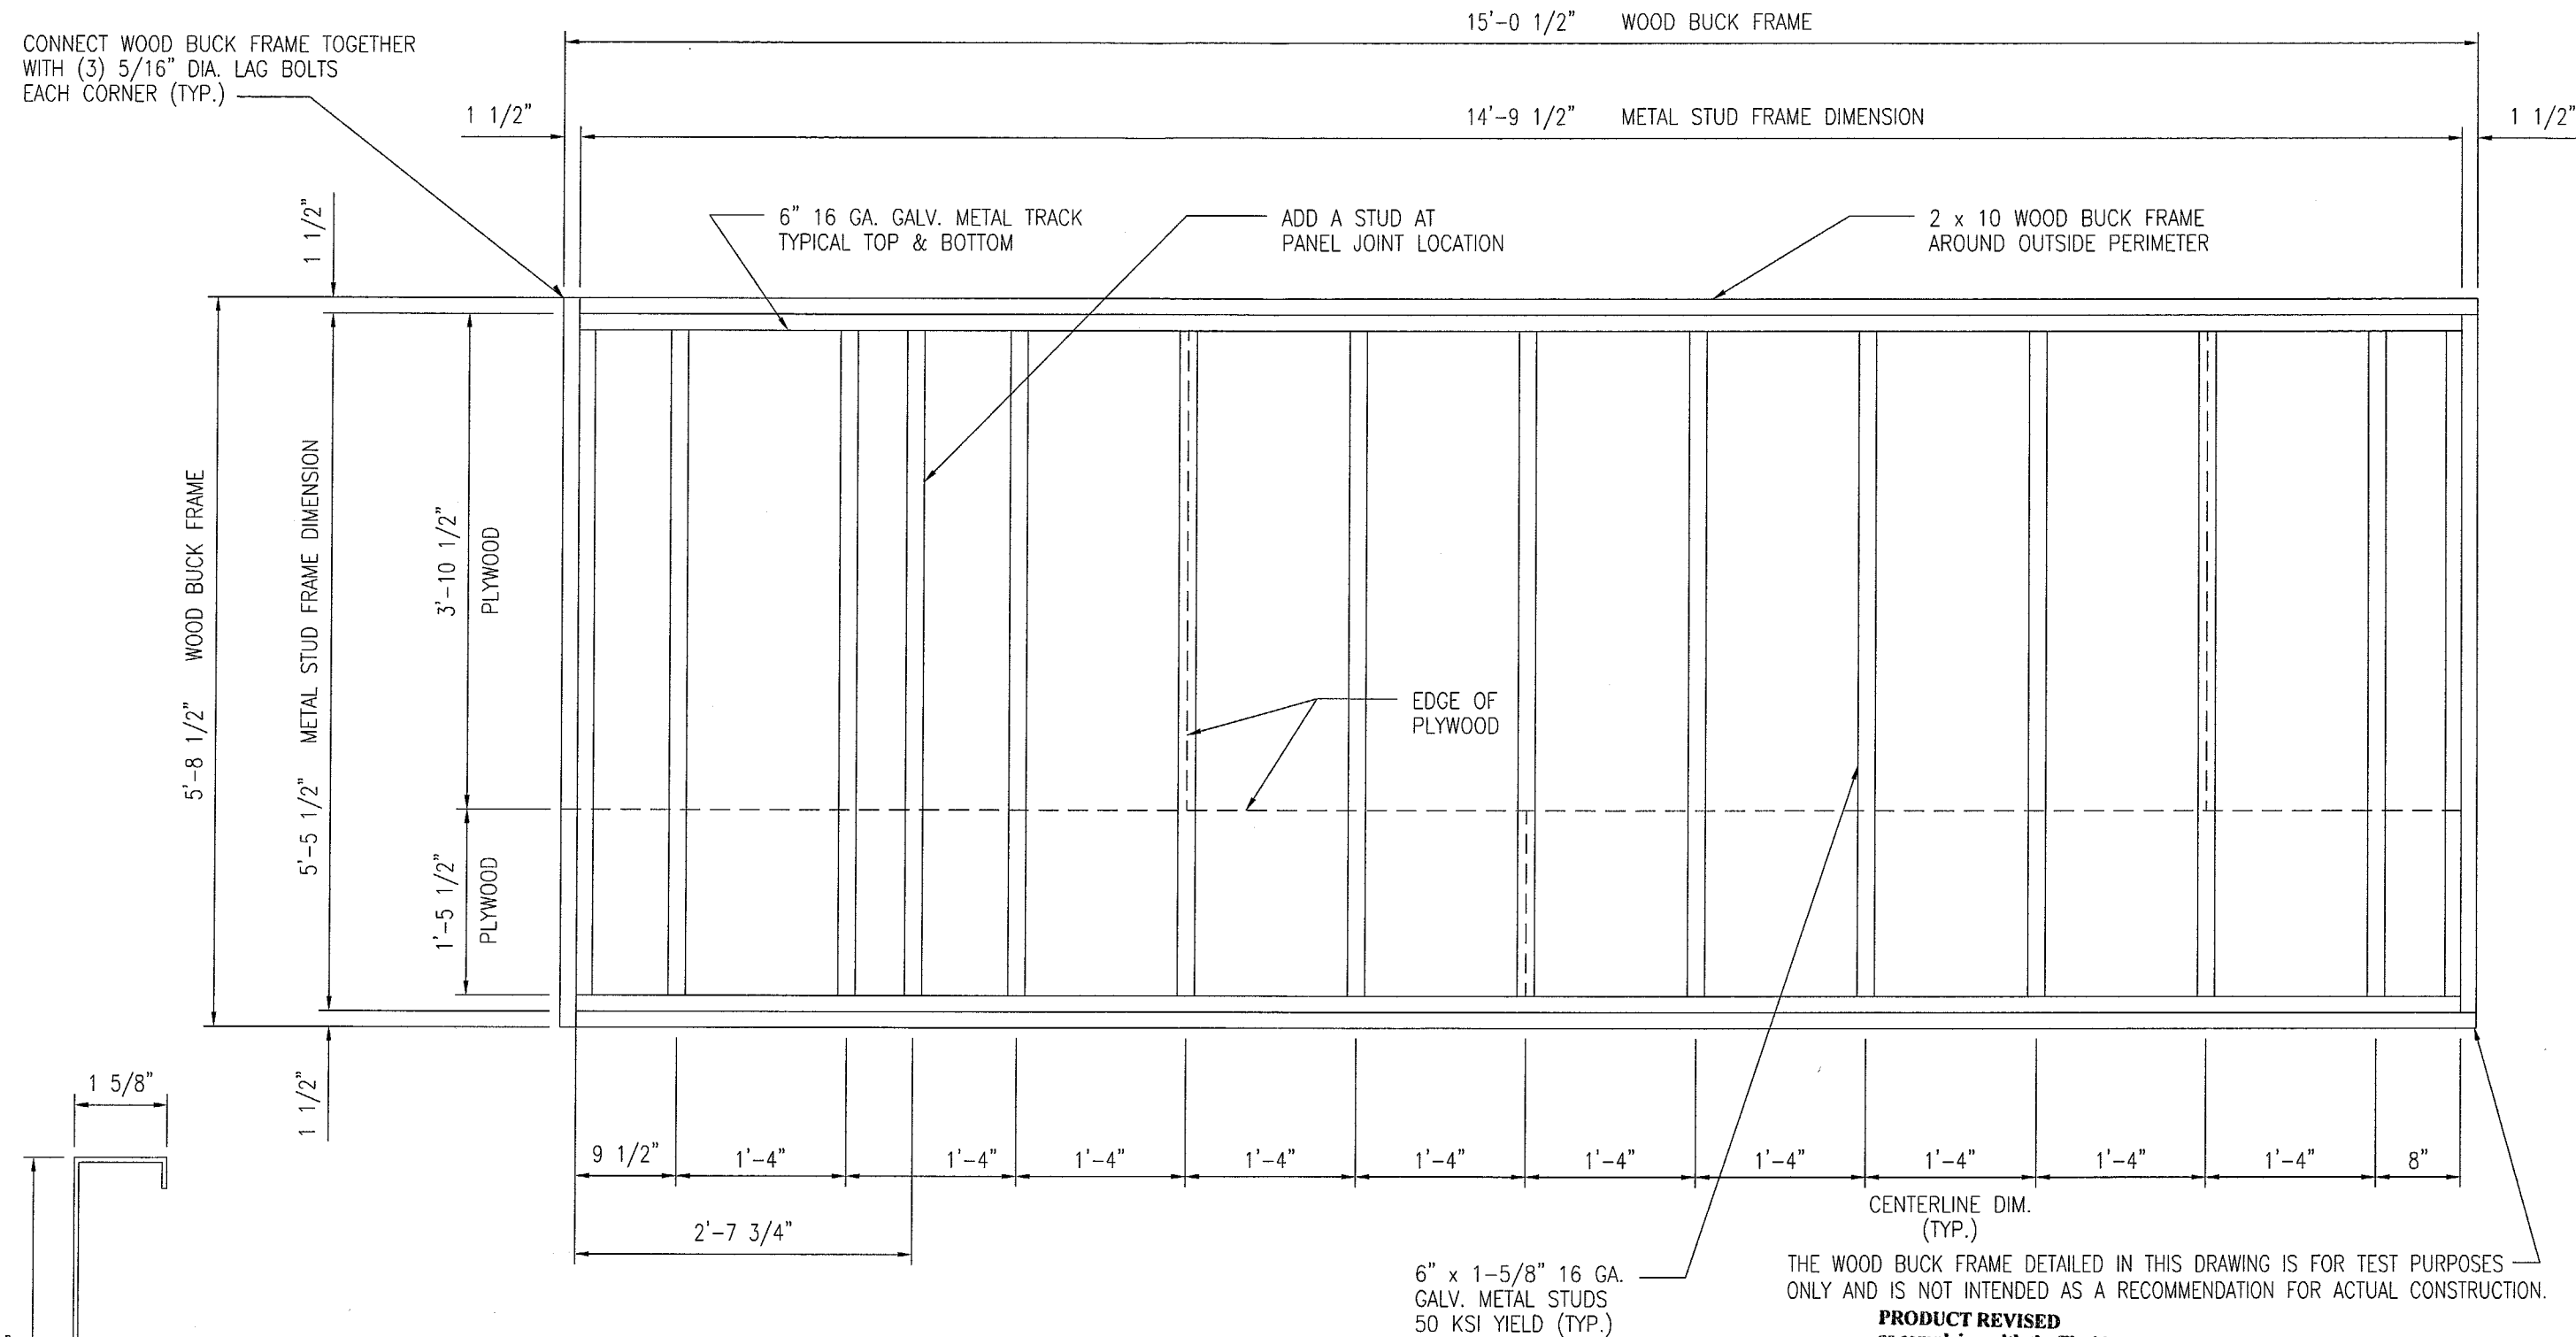 15'-0 1/2" WOOD BUCK FRAME
CONNECT WOOD BUCK FRAME TOGETHER
WITH (3) 5/16" DIA. LAG BOLTS
EACH CORNER (TYP.)
1 1/2"
14'-9 1/2" METAL STUD FRAME DIMENSION
1 1/2"
1 1/2"
6" 16 GA. GALV. METAL TRACK
TYPICAL TOP & BOTTOM
ADD A STUD AT
PANEL JOINT LOCATION
2 x 10 WOOD BUCK FRAME
AROUND OUTSIDE PERIMETER
5'-8 1/2" WOOD BUCK FRAME
5'-5 1/2" METAL STUD FRAME DIMENSION
3'-10 1/2"
PLYWOOD
1'-5 1/2"
PLYWOOD
EDGE OF
PLYWOOD
1 1/2"
1 5/8"
9 1/2" 1'-4" 1'-4" 1'-4" 1'-4" 1'-4" 1'-4" 1'-4" 1'-4" 1'-4" 1'-4" 8"
2'-7 3/4"
CENTERLINE DIM.
(TYP.)
6" x 1-5/8" 16 GA.
GALV. METAL STUDS
50 KSI YIELD (TYP.)
THE WOOD BUCK FRAME DETAILED IN THIS DRAWING IS FOR TEST PURPOSES
ONLY AND IS NOT INTENDED AS A RECOMMENDATION FOR ACTUAL CONSTRUCTION.
PRODUCT REVISED